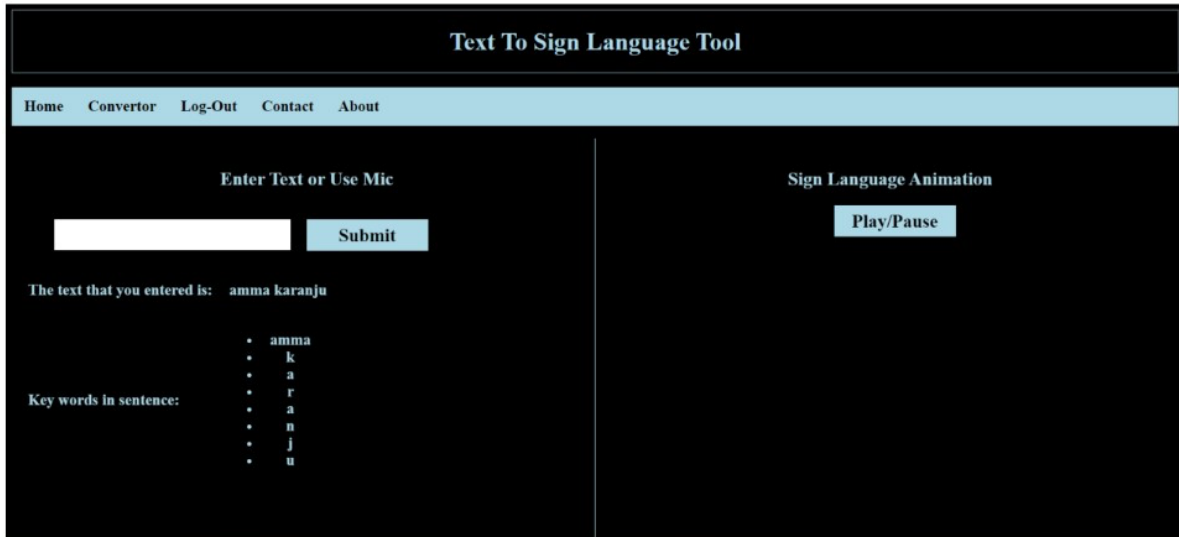 Text To Sign Language Tool
Home Convertor Log-Out Contact About
Enter Text or Use Mic
Submit
The text that you entered is: amma karanju
Key words in sentence:
• amma
• k
• a
• r
• a
• n
• j
• u
Sign Language Animation
Play/Pause